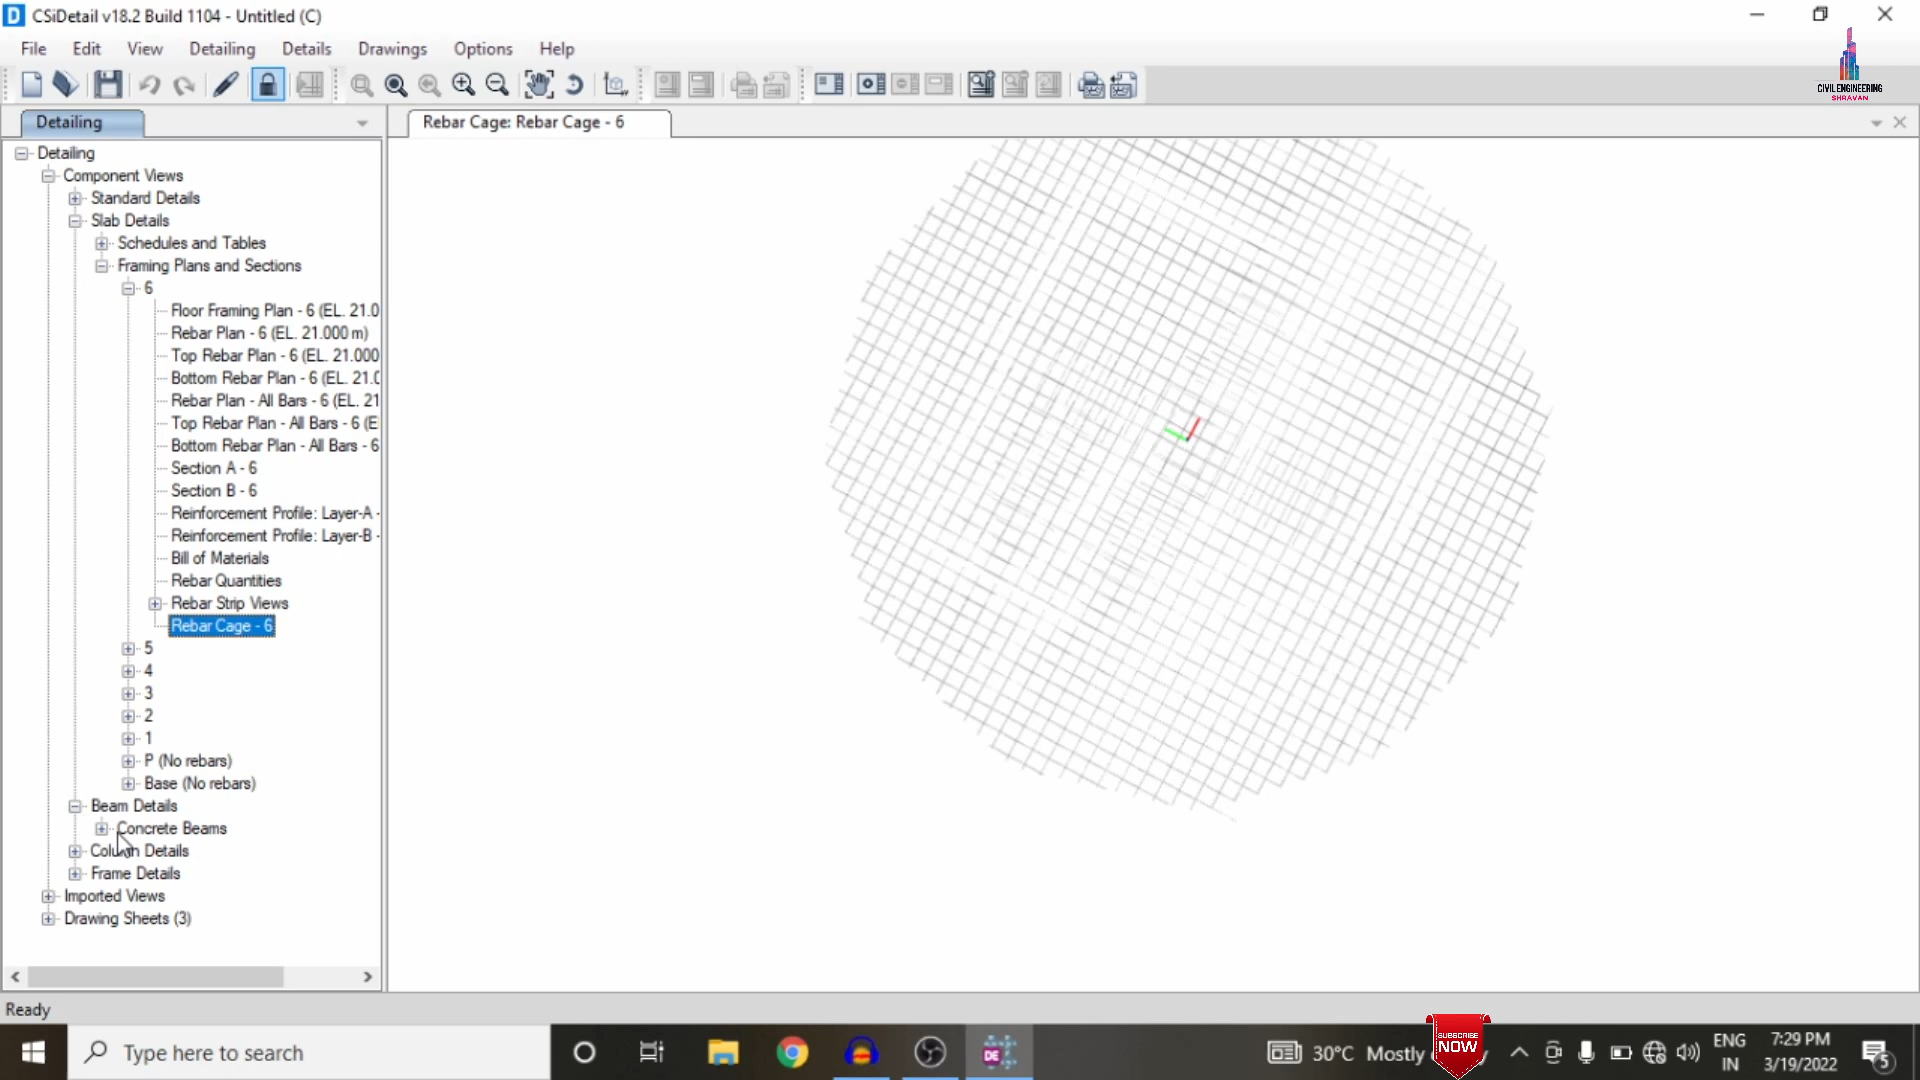 CSiDetail v18.2 Build 1104 - Untitled (C)
File Edit View Detailing Details Drawings Options Help
CIVILENGINEERING
SHRAVAN
Detailing
Rebar Cage: Rebar Cage - 6
Detailing
Component Views
Standard Details
Slab Details
Schedules and Tables
Framing Plans and Sections
6
Floor Framing Plan - 6 (EL. 21.0
Rebar Plan - 6 (EL. 21.000 m)
Top Rebar Plan - 6 (EL. 21.000
Bottom Rebar Plan - 6 (EL. 21.0
Rebar Plan - All Bars - 6 (EL. 21
Top Rebar Plan - All Bars - 6 (E
Bottom Rebar Plan - All Bars - 6
Section A - 6
Section B - 6
Reinforcement Profile: Layer-A -
Reinforcement Profile: Layer-B -
Bill of Materials
Rebar Quantities
Rebar Strip Views
Rebar Cage - 6
5
4
3
2
1
P (No rebars)
Base (No rebars)
Beam Details
Concrete Beams
Column Details
Frame Details
Imported Views
Drawing Sheets (3)
Ready
Type here to search
DE
30°C Mostly
SUBSCRIBE
NOW
ENG
IN
7:29 PM
3/19/2022
5